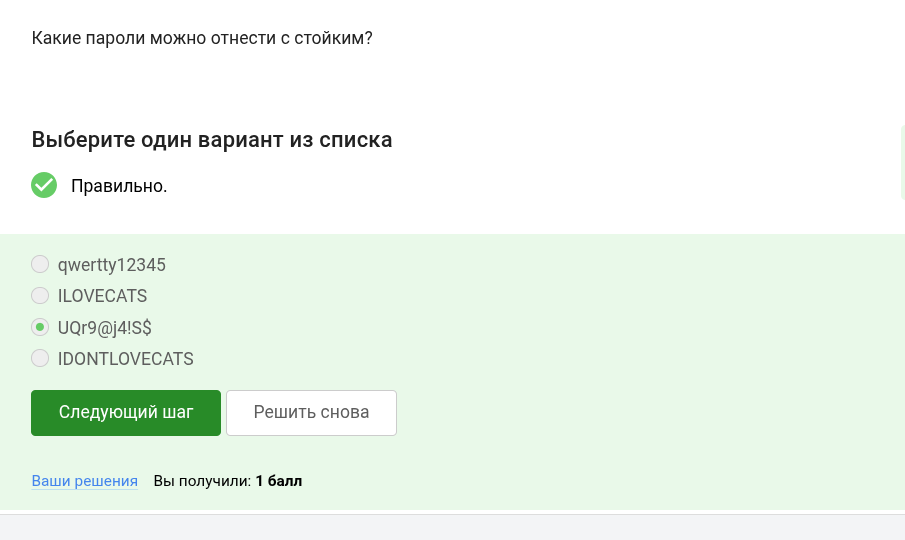 Какие пароли можно отнести с стойким?
Выберите один вариант из списка
Правильно.
qwertty12345
ILOVECATS
UQr9@j4!S$
IDONTLOVECATS
Следующий шаг Решить снова
Ваши решения Вы получили: 1 балл